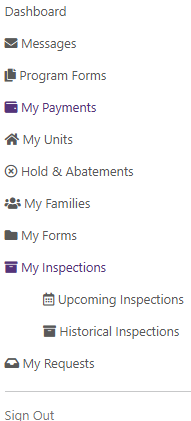 Dashboard
Messages
Program Forms
My Payments
My Units
Hold & Abatements
My Families
My Forms
My Inspections
Upcoming Inspections
Historical Inspections
My Requests
Sign Out